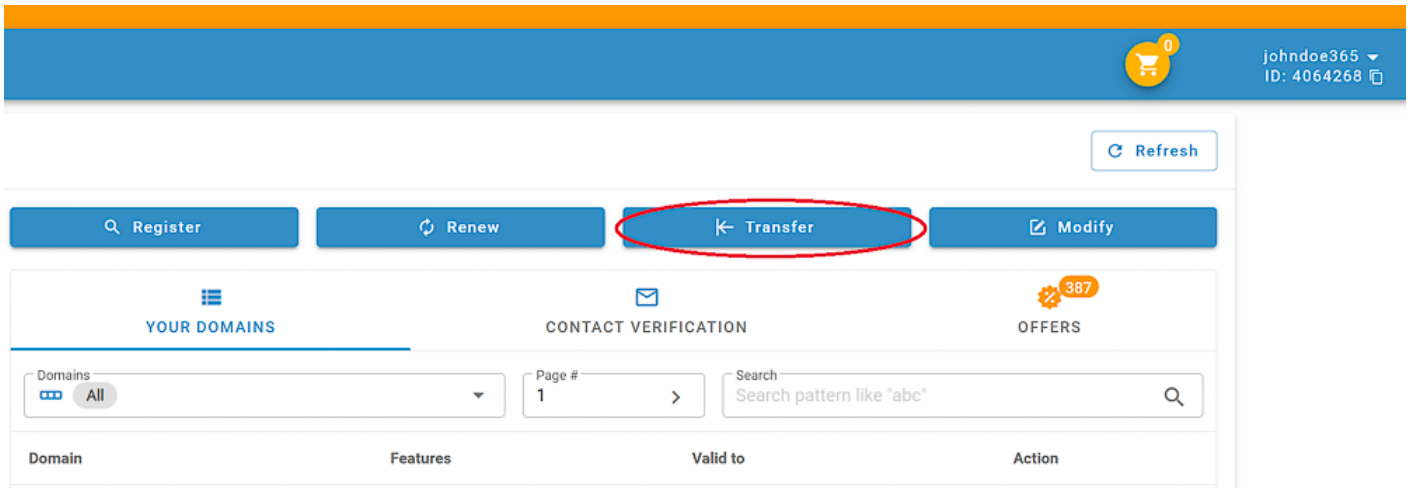 0
johndoe365
ID: 4064268
Refresh
Register Renew Transfer Modify
387
YOUR DOMAINS CONTACT VERIFICATION OFFERS
Domains Page # Search
All 1 Search pattern like "abc"
Domain Features Valid to Action